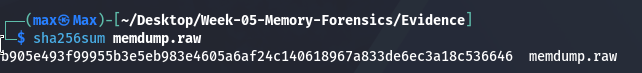 ┌──(max㉿Max)-[~/Desktop/Week-05-Memory-Forensics/Evidence]
└─$ sha256sum memdump.raw
b905e493f99955b3e5eb983e4605a6af24c140618967a833de6ec3a18c536646  memdump.raw